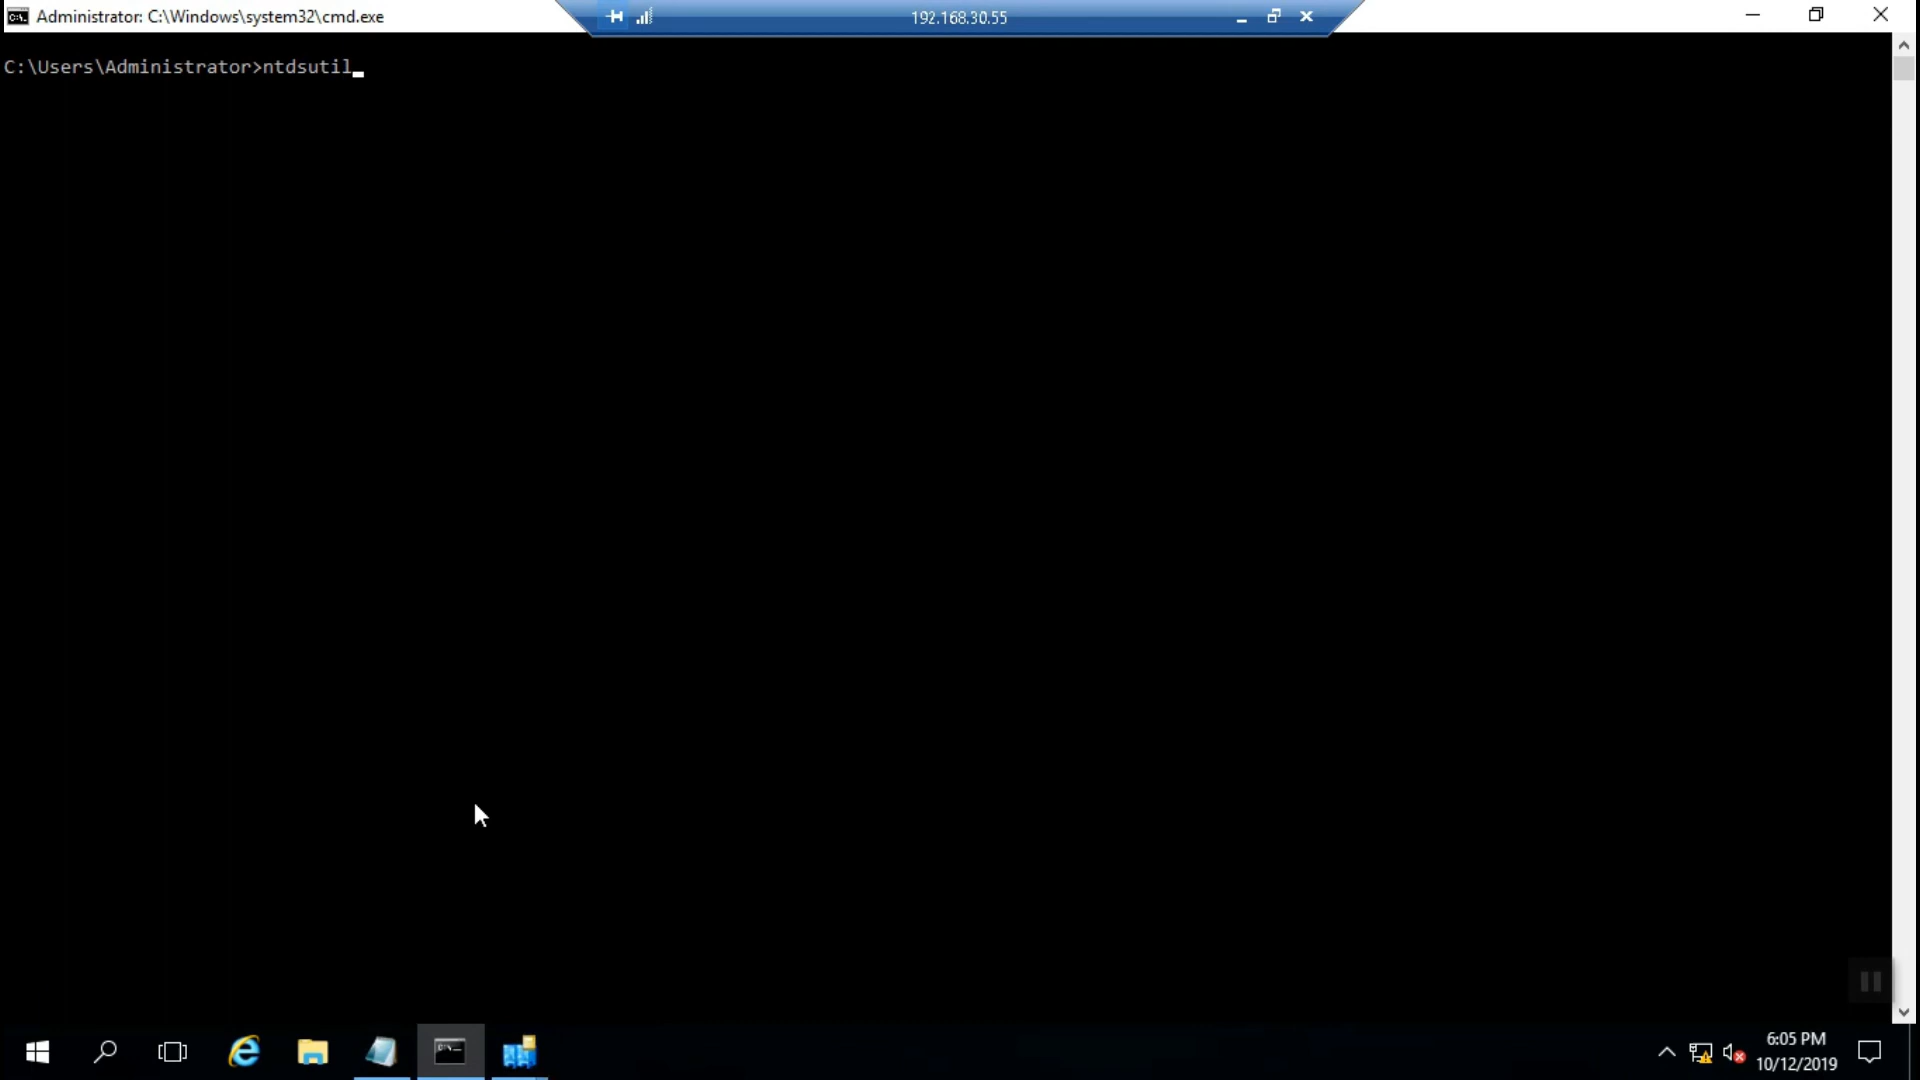 Administrator: C:\Windows\system32\cmd.exe
192.168.30.55
C:\Users\Administrator>ntdsutil
6:05 PM
10/12/2019